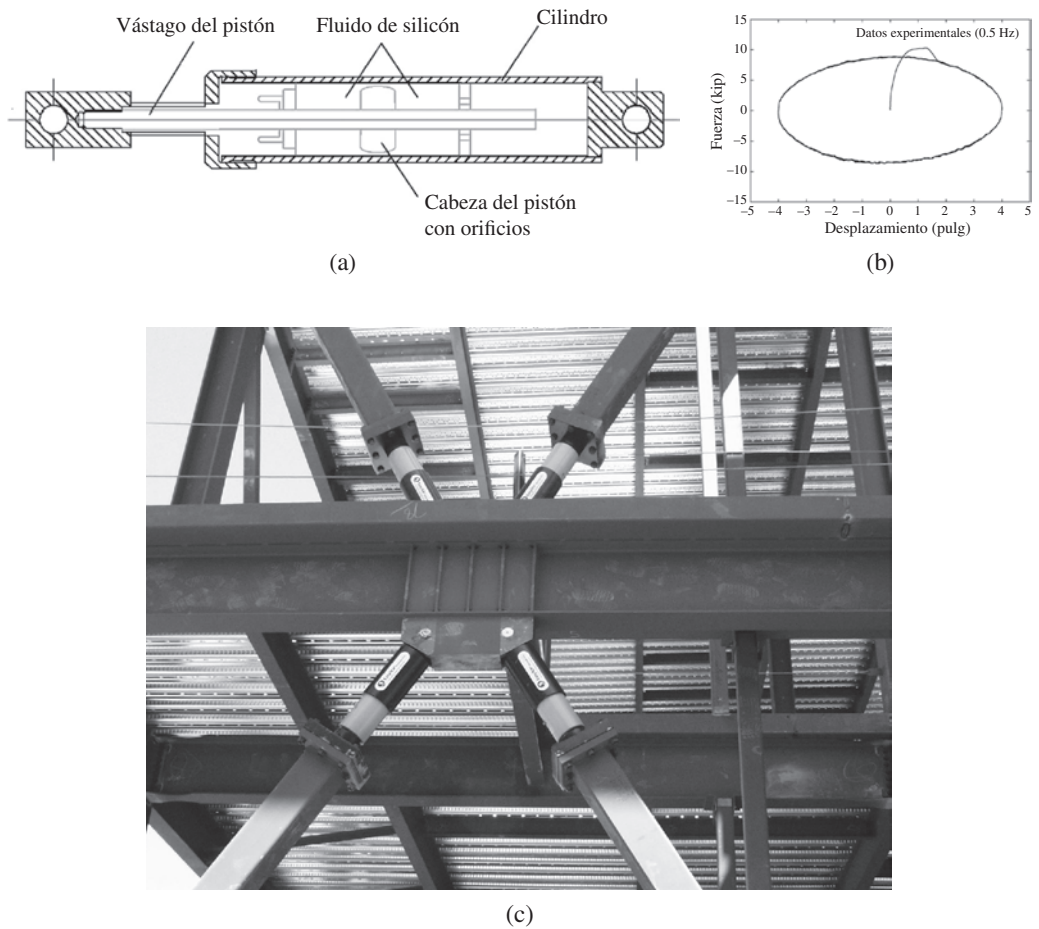 Vástago del pistón
Fluido de silicón
Cilindro
Cabeza del pistón
con orificios
(a)
Datos experimentales (0.5 Hz)
Fuerza (kip)
15
10
5
0
−5
−10
−15
−5 −4 −3 −2 −1 0 1 2 3 4 5
Desplazamiento (pulg)
(b)
(c)